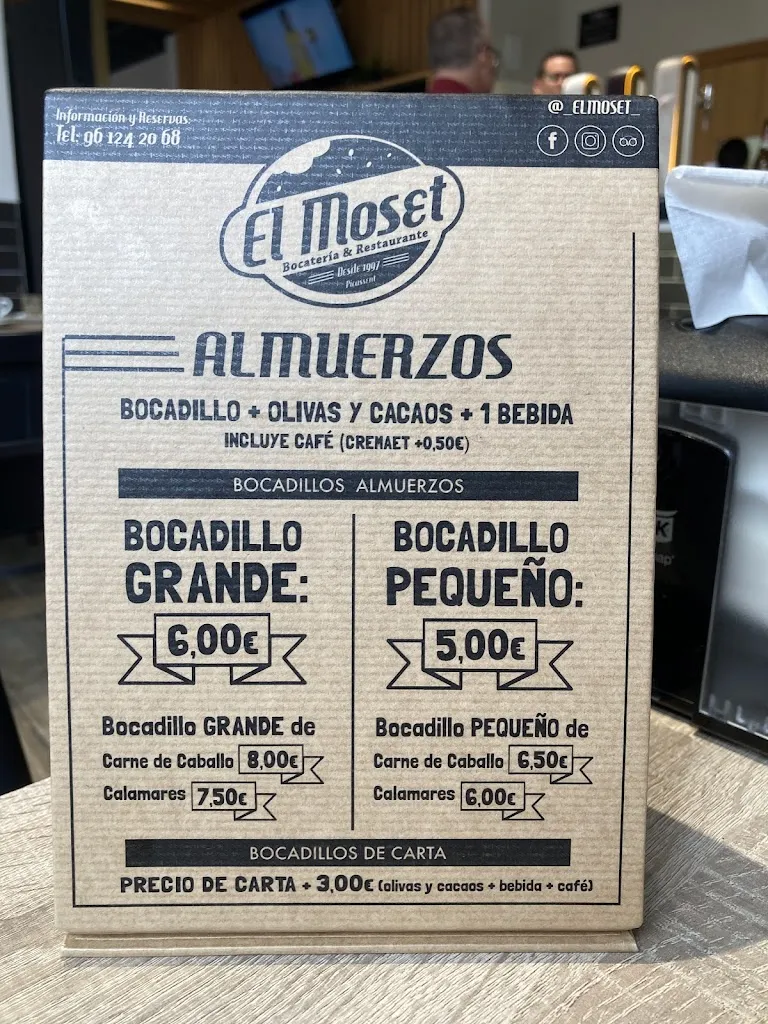 Información y Reservas:
Tel: 96 124 20 68
@_ELMOSET_
El Moset
Bocatería & Restaurante
Desde 1997
Picassent
ALMUERZOS
BOCADILLO + OLIVAS Y CACAOS + 1 BEBIDA
INCLUYE CAFÉ (CREMAET +0,50€)
BOCADILLOS ALMUERZOS
BOCADILLO
GRANDE:
6,00€
Bocadillo GRANDE de
Carne de Caballo 8,00€
Calamares 7,50€
BOCADILLO
PEQUEÑO:
5,00€
Bocadillo PEQUEÑO de
Carne de Caballo 6,50€
Calamares 6,00€
BOCADILLOS DE CARTA
PRECIO DE CARTA + 3,00€ (olivas y cacaos + bebida + café)